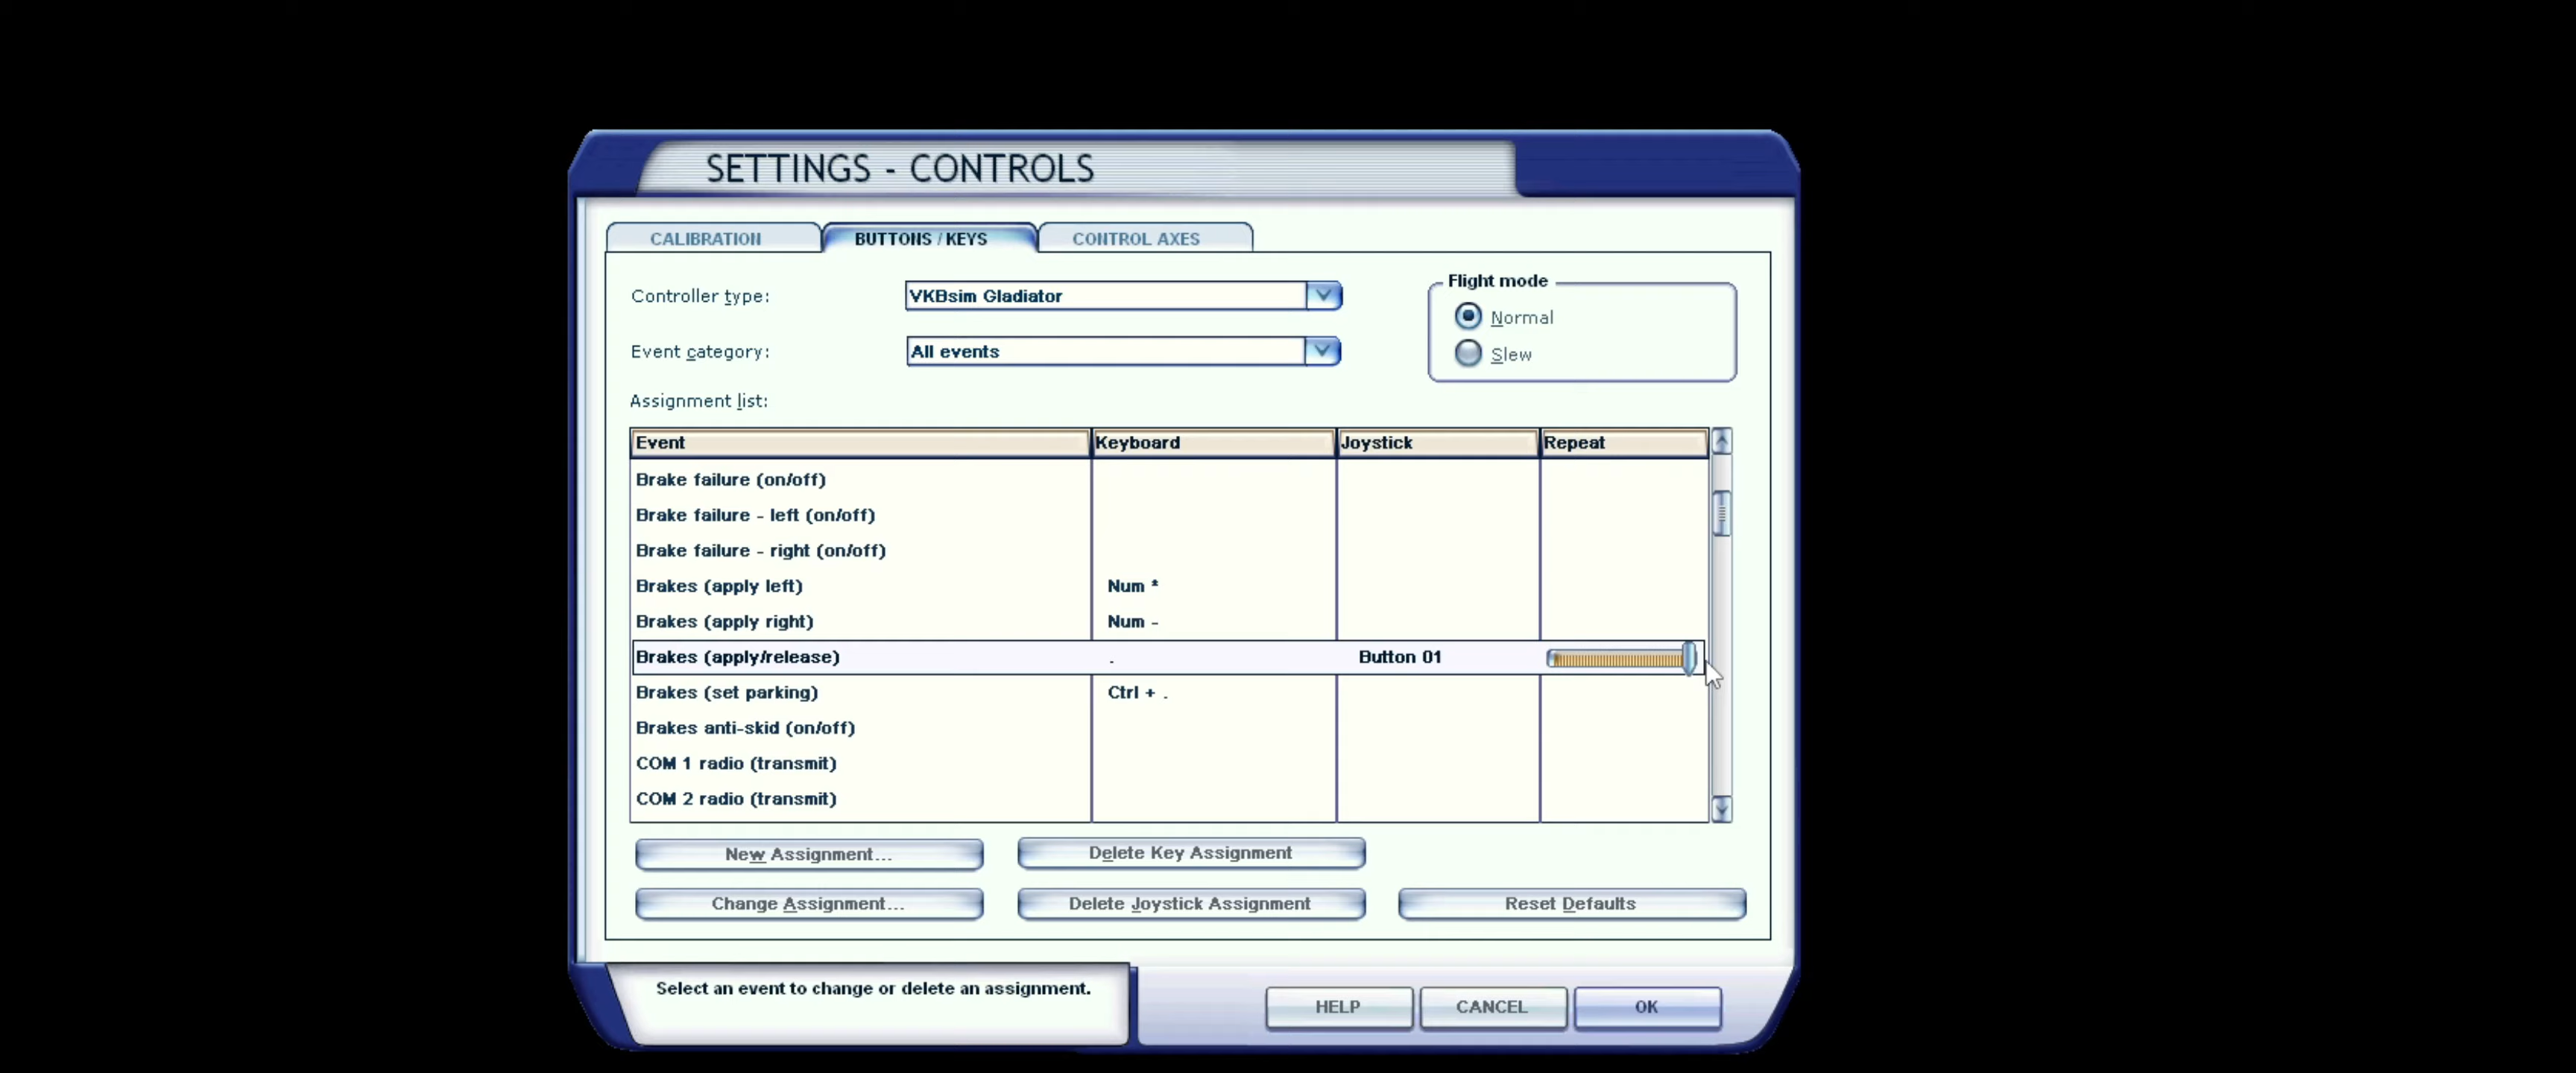 SETTINGS - CONTROLS
CALIBRATION BUTTONS / KEYS CONTROL AXES
Controller type: VKBsim Gladiator
Flight mode
Normal
Event category: All events
Slew
Assignment list:
Event Keyboard Joystick Repeat
Brake failure (on/off)
Brake failure - left (on/off)
Brake failure - right (on/off)
Brakes (apply left) Num *
Brakes (apply right) Num -
Brakes (apply/release) . Button 01
Brakes (set parking) Ctrl + .
Brakes anti-skid (on/off)
COM 1 radio (transmit)
COM 2 radio (transmit)
New Assignment... Delete Key Assignment
Change Assignment... Delete Joystick Assignment Reset Defaults
Select an event to change or delete an assignment.
HELP CANCEL OK